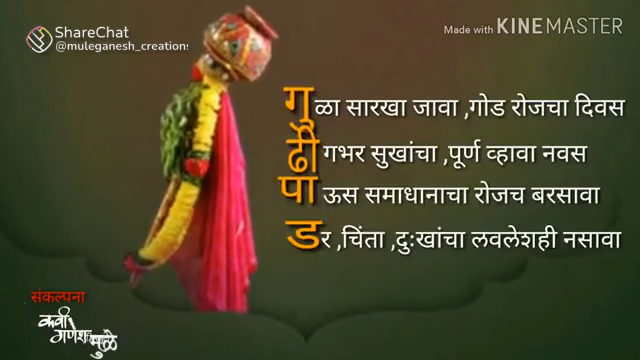 ShareChat
@muleganesh_creations
Made with KINEMASTER
गुळा सारखा जावा ,गोड रोजचा दिवस
ढीगभर सुखांचा ,पूर्ण व्हावा नवस
पाऊस समाधानाचा रोजच बरसावा
डर ,चिंता ,दुःखांचा लवलेशही नसावा
संकल्पना
कवी
गणेश मुळे